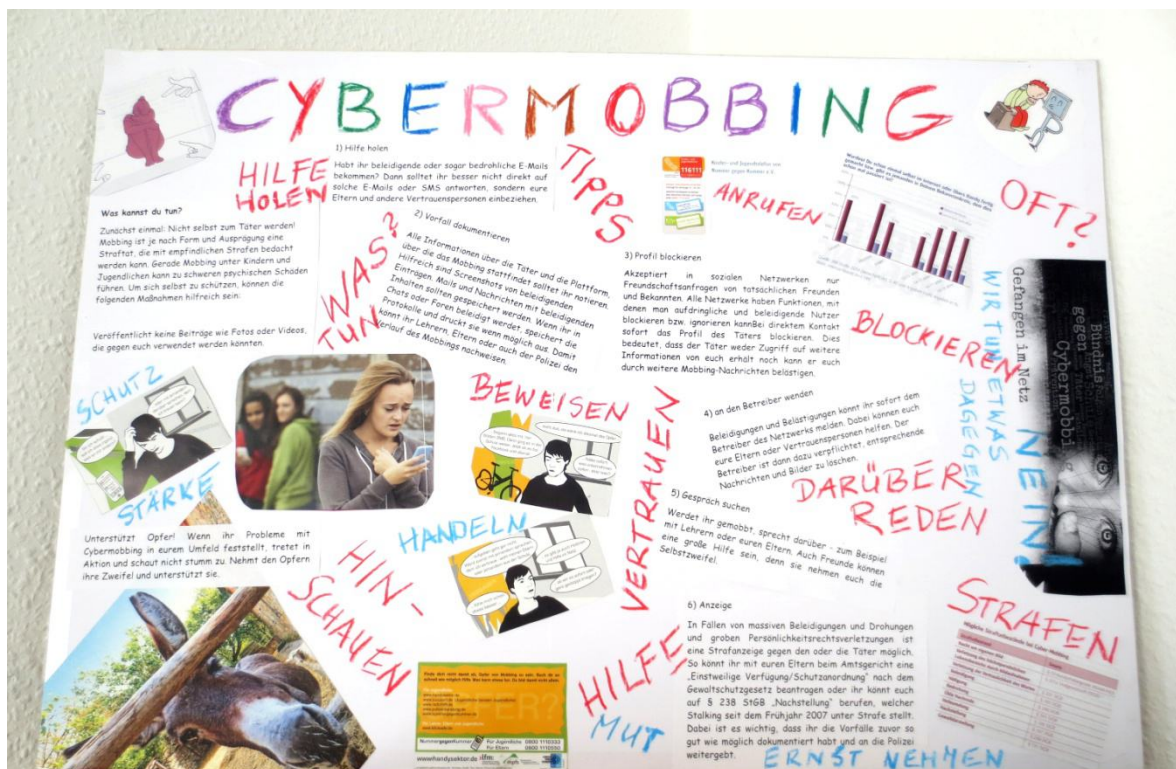 CYBERMOBBING
HILFE
HOLEN
1) Hilfe holen
Habt ihr beleidigende oder sogar bedrohliche E-Mails
bekommen? Dann solltet ihr besser nicht direkt auf
solche E-Mails oder SMS antworten, sondern eure
Eltern und andere Vertrauenspersonen einbeziehen.
TIPPS
116111
ANRUFEN
OFT?
Was kannst du tun?
Zunächst einmal: Nicht selbst zum Täter werden!
Mobbing ist je nach Form und Ausprägung eine
Straftat, die mit empfindlichen Strafen bedacht
werden kann. Gerade Mobbing unter Kindern und
Jugendlichen kann zu schweren psychischen Schäden
führen. Um sich selbst zu schützen, können die
folgenden Maßnahmen hilfreich sein:
Veröffentlicht keine Beiträge wie Fotos oder Videos,
die gegen euch verwendet werden könnten.
WAS?
TUN
2) Vorfall dokumentieren
Alle Informationen über die Täter und die Plattform,
über die das Mobbing stattfindet solltet ihr notieren.
Hilfreich sind Screenshots von beleidigenden
Einträgen. Mails und Nachrichten mit beleidigenden
Inhalten sollten gespeichert werden. Wenn ihr in
Chats oder Foren beleidigt werdet, speichert die
Protokolle und druckt sie wenn möglich aus. Damit
könnt ihr Lehrern, Eltern oder auch der Polizei den
Verlauf des Mobbings nachweisen.
3) Profil blockieren
Akzeptiert in sozialen Netzwerken nur
Freundschaftsanfragen von tatsächlichen Freunden
und Bekannten. Alle Netzwerke haben Funktionen, mit
denen man aufdringliche und beleidigende Nutzer
blockieren bzw. ignorieren kannBei direktem Kontakt
sofort das Profil des Täters blockieren. Dies
bedeutet, dass der Täter weder Zugriff auf weitere
Informationen von euch erhält noch kann er euch
durch weitere Mobbing-Nachrichten belästigen.
BLOCKIEREN
WIR TUN ETWAS
DAGEGEN
Gefangen im Netz
NEIN!
Bündnis
gegen
Cybermobbi
SCHUTZ
STÄRKE
BEWEISEN
HANDELN
VERTRAUEN
4) an den Betreiber wenden
Beleidigungen und Belästigungen könnt ihr sofort dem
Betreiber des Netzwerks melden. Dabei können euch
eure Eltern oder Vertrauenspersonen helfen. Der
Betreiber ist dann dazu verpflichtet, entsprechende
Nachrichten und Bilder zu löschen.
DARÜBER
REDEN
5) Gespräch suchen
Werdet ihr gemobbt, sprecht darüber - zum Beispiel
mit Lehrern oder euren Eltern. Auch Freunde können
eine große Hilfe sein, denn sie nehmen euch die
Selbstzweifel.
Unterstützt Opfer! Wenn ihr Probleme mit
Cybermobbing in eurem Umfeld feststellt, tretet in
Aktion und schaut nicht stumm zu. Nehmt den Opfern
ihre Zweifel und unterstützt sie.
HIN-
SCHAUEN
HILFE
MUT
6) Anzeige
In Fällen von massiven Beleidigungen und Drohungen
und groben Persönlichkeitsrechtsverletzungen ist
eine Strafanzeige gegen den oder die Täter möglich.
So könnt ihr mit euren Eltern beim Amtsgericht eine
„Einstweilige Verfügung/Schutzanordnung" nach dem
Gewaltschutzgesetz beantragen oder ihr könnt euch
auf § 238 StGB „Nachstellung" berufen, welcher
Stalking seit dem Frühjahr 2007 unter Strafe stellt.
Dabei ist es wichtig, dass ihr die Vorfälle zuvor so
gut wie möglich dokumentiert habt und an die Polizei
weitergebt.
ERNST NEHMEN
STRAFEN
Nummergegenkummer
Für Jugendliche 0800 1110333
Für Eltern 0800 1110550
www.handysektor.de